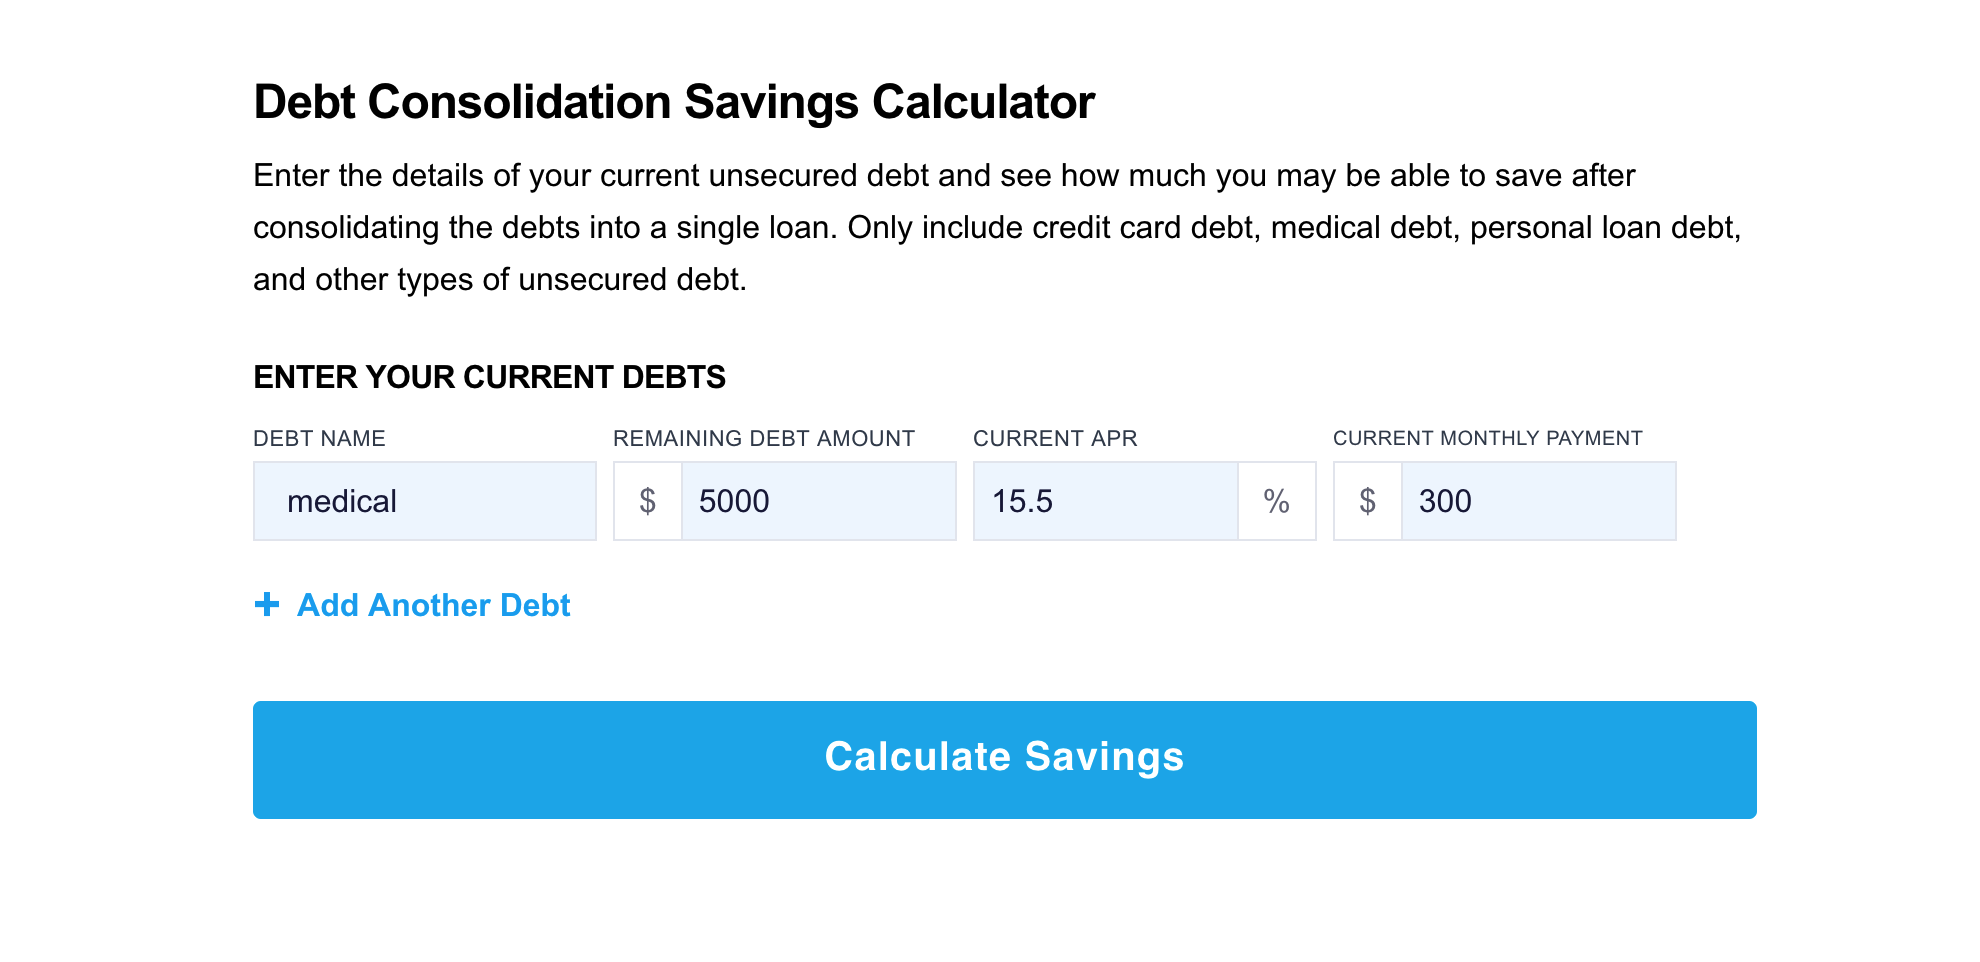 Debt Consolidation Savings Calculator
Enter the details of your current unsecured debt and see how much you may be able to save after
consolidating the debts into a single loan. Only include credit card debt, medical debt, personal loan debt,
and other types of unsecured debt.
ENTER YOUR CURRENT DEBTS
DEBT NAME REMAINING DEBT AMOUNT CURRENT APR CURRENT MONTHLY PAYMENT
medical $ 5000 15.5 % $ 300
+ Add Another Debt
Calculate Savings